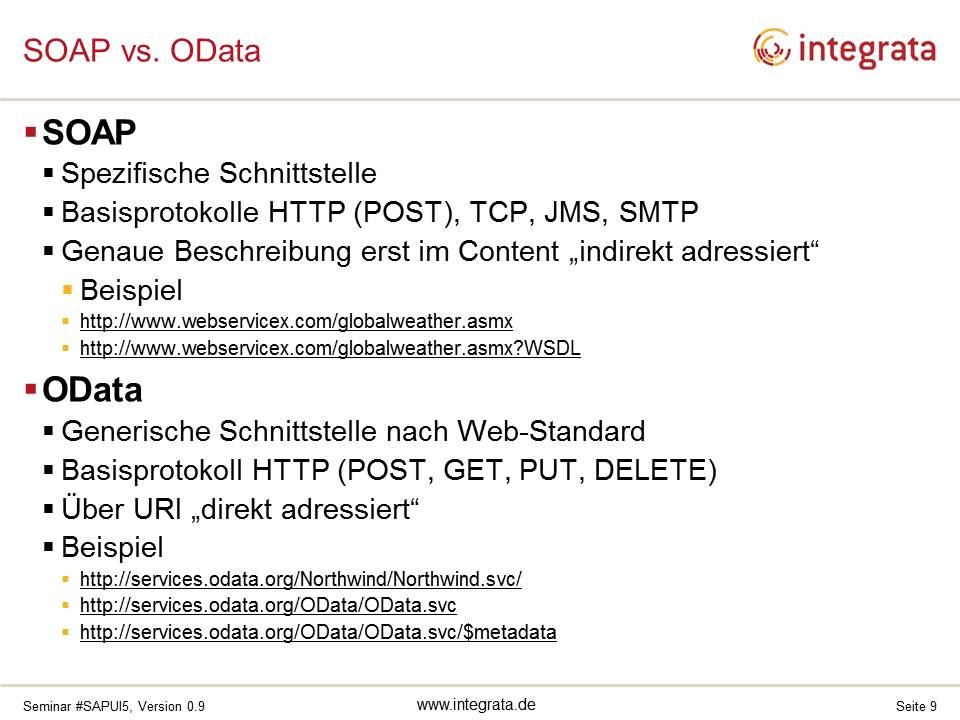 SOAP vs. OData
integrata
SOAP
Spezifische Schnittstelle
Basisprotokolle HTTP (POST), TCP, JMS, SMTP
Genaue Beschreibung erst im Content „indirekt adressiert“
Beispiel
http://www.webservicex.com/globalweather.asmx
http://www.webservicex.com/globalweather.asmx?WSDL
OData
Generische Schnittstelle nach Web-Standard
Basisprotokoll HTTP (POST, GET, PUT, DELETE)
Über URI „direkt adressiert“
Beispiel
http://services.odata.org/Northwind/Northwind.svc/
http://services.odata.org/OData/OData.svc
http://services.odata.org/OData/OData.svc/$metadata
Seminar #SAPUI5, Version 0.9
www.integrata.de
Seite 9